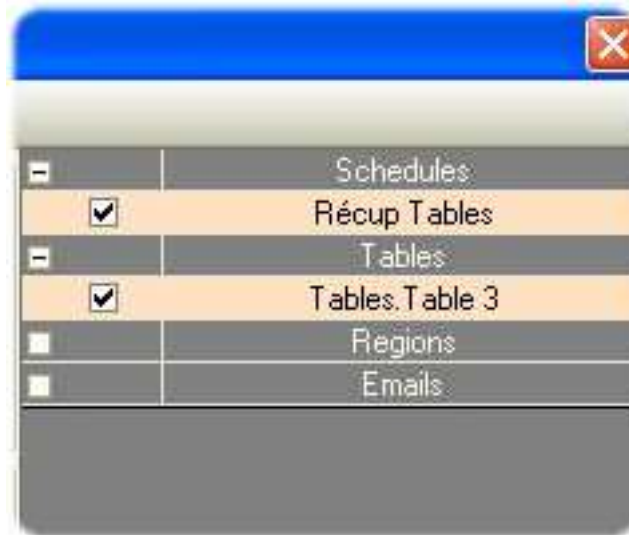 Schedules
Récup Tables
Tables
Tables.Table 3
Regions
Emails